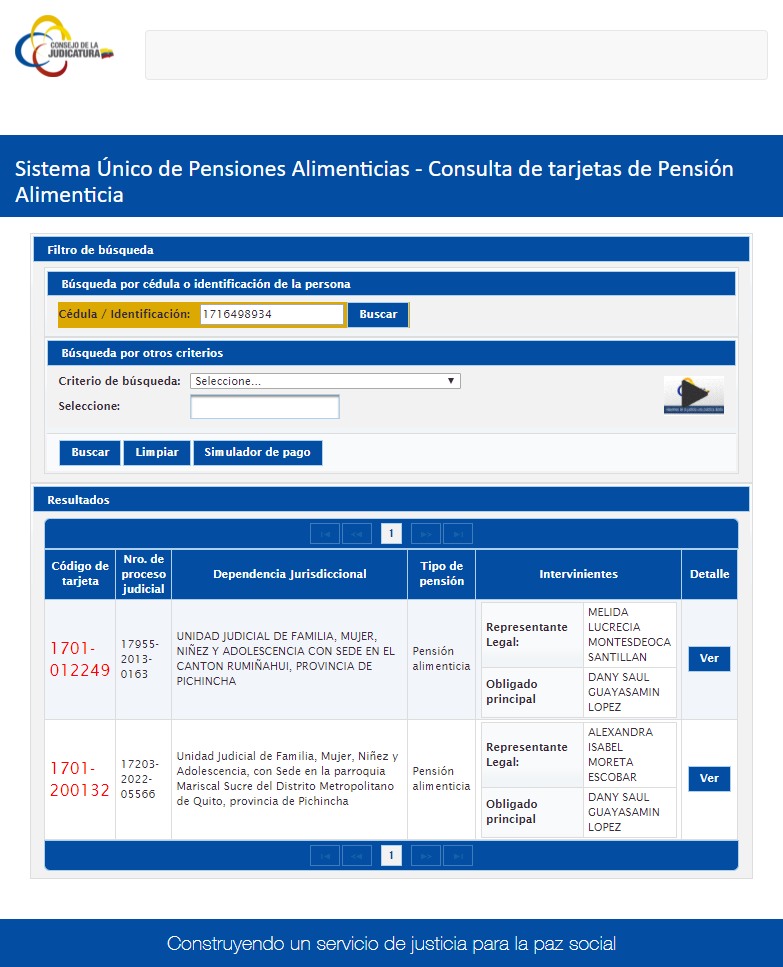 CONSEJO DE LA
JUDICATURA
Sistema Único de Pensiones Alimenticias - Consulta de tarjetas de Pensión
Alimenticia
Filtro de búsqueda
Búsqueda por cédula o identificación de la persona
Cédula / Identificación: 1716498934 Buscar
Búsqueda por otros criterios
Criterio de búsqueda: Seleccione...
Seleccione:
Buscar Limpiar Simulador de pago
Resultados
1
Código de tarjeta Nro. de proceso judicial Dependencia Jurisdiccional Tipo de pensión Intervinientes Detalle
1701-
012249
17955-
2013-
0163
UNIDAD JUDICIAL DE FAMILIA, MUJER,
NIÑEZ Y ADOLESCENCIA CON SEDE EN EL
CANTON RUMIÑAHUI, PROVINCIA DE
PICHINCHA
Pensión
alimenticia
Representante
Legal:
MELIDA
LUCRECIA
MONTESDEOCA
SANTILLAN
Obligado
principal
DANY SAUL
GUAYASAMIN
LOPEZ
Ver
1701-
200132
17203-
2022-
05566
Unidad Judicial de Familia, Mujer, Niñez y
Adolescencia, con Sede en la parroquia
Mariscal Sucre del Distrito Metropolitano
de Quito, provincia de Pichincha
Pensión
alimenticia
Representante
Legal:
ALEXANDRA
ISABEL
MORETA
ESCOBAR
Obligado
principal
DANY SAUL
GUAYASAMIN
LOPEZ
Ver
1
Construyendo un servicio de justicia para la paz social